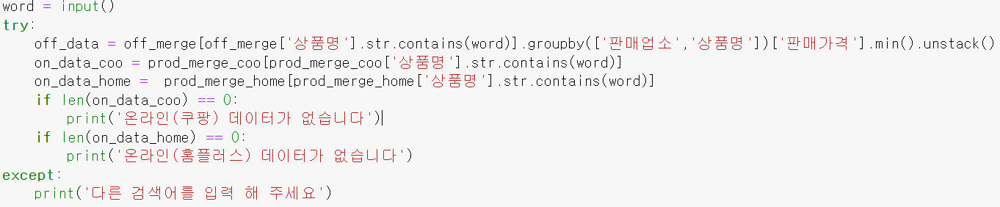 word = input()
try:
    off_data = off_merge[off_merge['상품명'].str.contains(word)].groupby(['판매업소','상품명'])['판매가격'].min().unstack()
    on_data_coo = prod_merge_coo[prod_merge_coo['상품명'].str.contains(word)]
    on_data_home =  prod_merge_home[prod_merge_home['상품명'].str.contains(word)]
    if len(on_data_coo) == 0:
        print('온라인(쿠팡) 데이터가 없습니다')
    if len(on_data_home) == 0:
        print('온라인(홈플러스) 데이터가 없습니다')
except:
    print('다른 검색어를 입력 해 주세요')